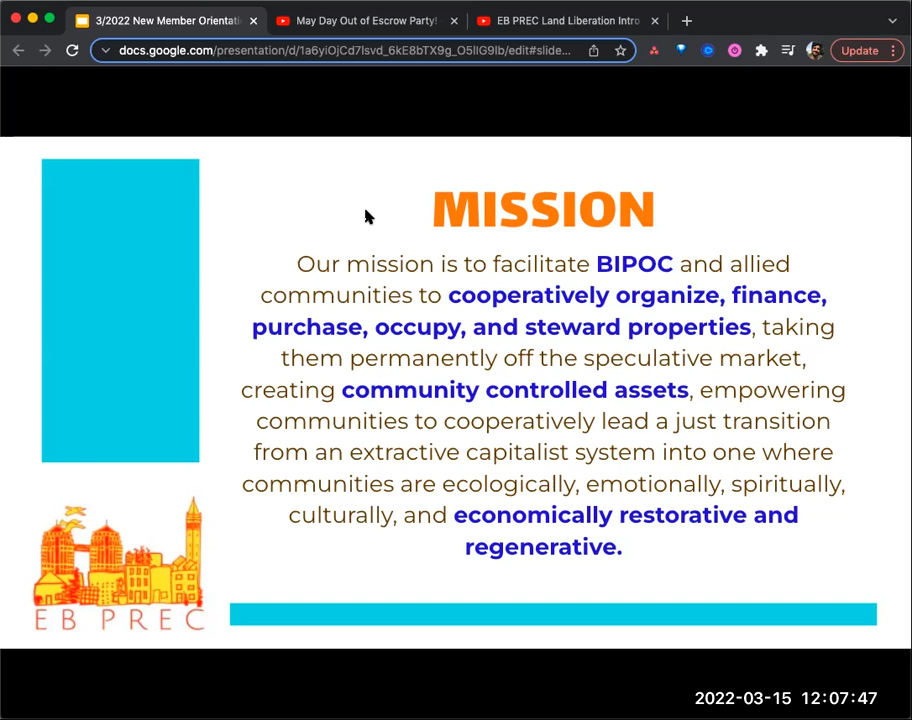 3/2022 New Member Orientati
May Day Out of Escrow Party!
EB PREC Land Liberation Intro
docs.google.com/presentation/d/1a6yiOjCd7lsvd_6kE8bTX9g_O5lIG9Ib/edit#slide...
Update
MISSION
Our mission is to facilitate BIPOC and allied
communities to cooperatively organize, finance,
purchase, occupy, and steward properties, taking
them permanently off the speculative market,
creating community controlled assets, empowering
communities to cooperatively lead a just transition
from an extractive capitalist system into one where
communities are ecologically, emotionally, spiritually,
culturally, and economically restorative and
regenerative.
EB PREC
2022-03-15 12:07:47